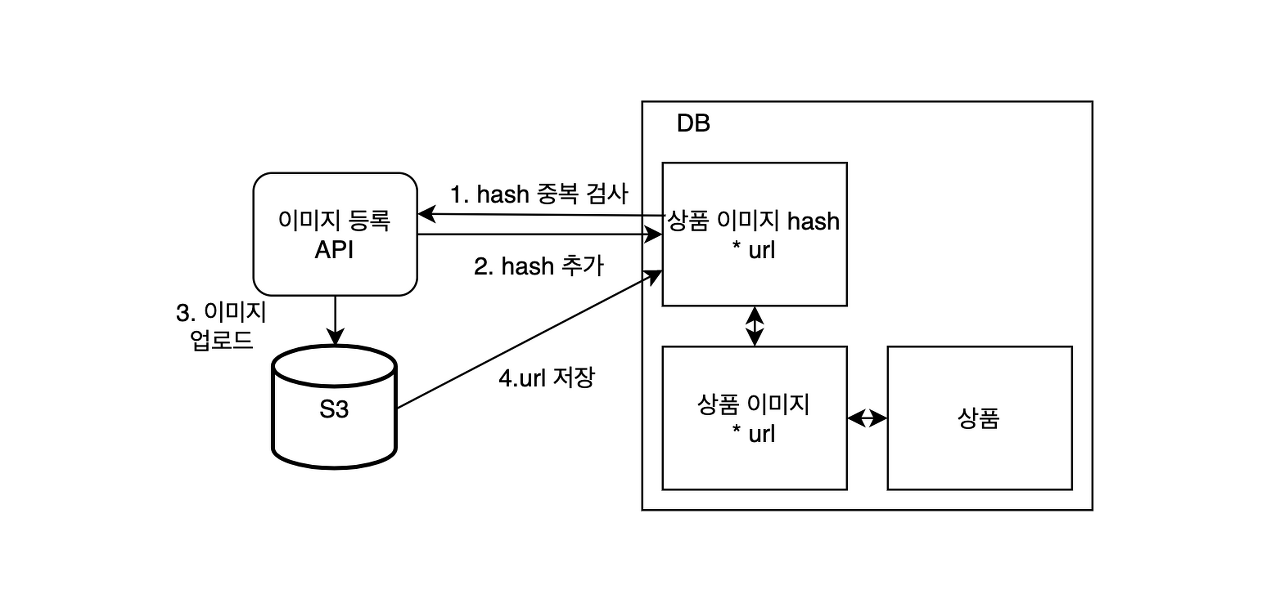 DB
1. hash 중복 검사
이미지 등록
API
상품 이미지 hash
* url
2. hash 추가
3. 이미지
업로드
4.url 저장
S3
상품 이미지
* url
상품